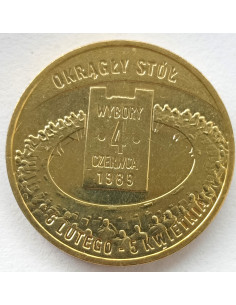 OKRĄGŁY STÓŁ
WYBORY
4
CZERWCA
1989
6 LUTEGO - 5 KWIETNIA